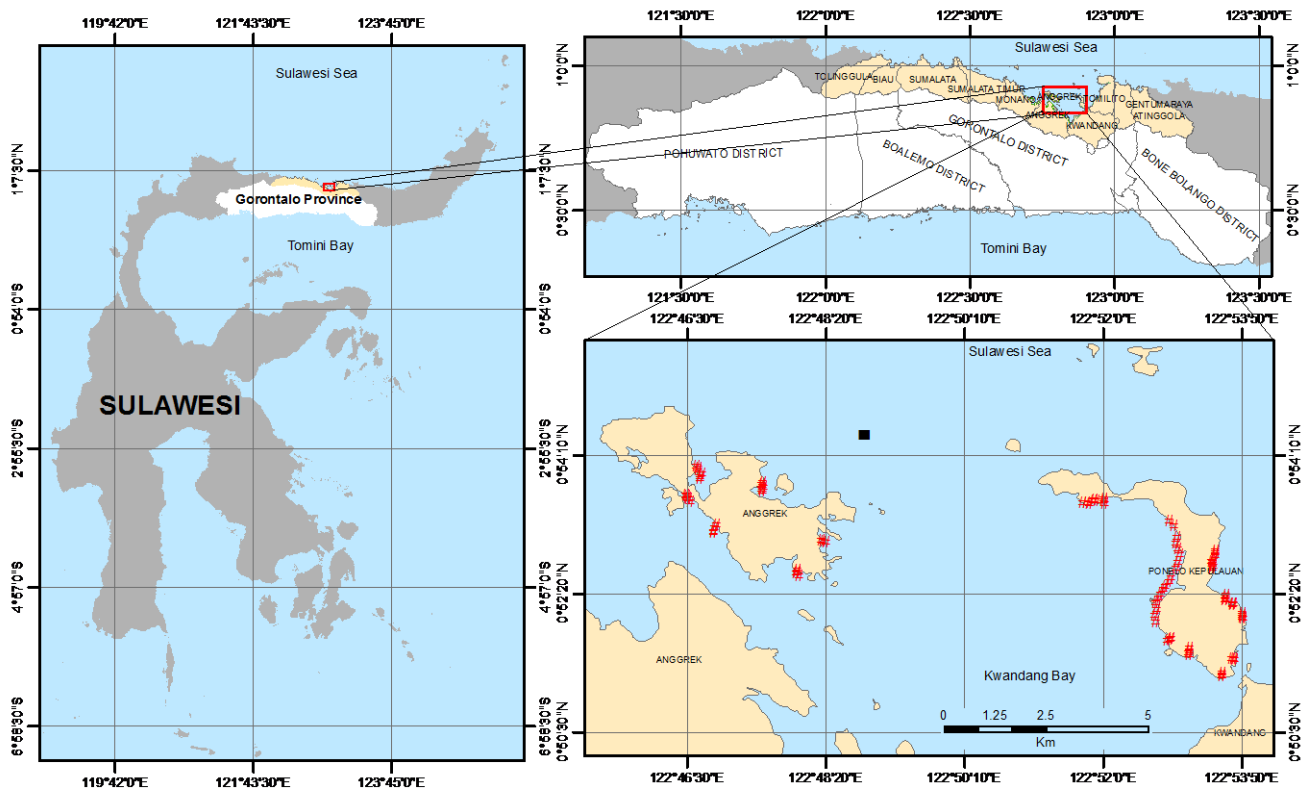 119°42'0"E 121°43'30"E 123°45'0"E
Sulawesi Sea
1°7'30"N
Gorontalo Province
Tomini Bay
0°54'0"S
SULAWESI
2°55'30"S
4°57'0"S
6°58'30"S
119°42'0"E 121°43'30"E 123°45'0"E
121°30'0"E 122°0'0"E 122°30'0"E 123°0'0"E 123°30'0"E
Sulawesi Sea
1°0'0"N
TOLINGGULA BIAU SUMALATA
SUMALATA TIMUR
MONANO ANGGREK TOMILITO
GENTUMARAYA
ATINGGOLA
ANGGREK
KWANDANG
GORONTALO DISTRICT
POHUWATO DISTRICT
BOALEMO DISTRICT
BONE BOLANGO DISTRICT
0°30'0"N
Tomini Bay
121°30'0"E 122°0'0"E 122°30'0"E 123°0'0"E 123°30'0"E
122°46'30"E 122°48'20"E 122°50'10"E 122°52'0"E 122°53'50"E
Sulawesi Sea
0°54'10"N
ANGGREK
PONELO KEPULAUAN
0°52'20"N
ANGGREK
Kwandang Bay
0 1.25 2.5 5
Km
KWANDANG
0°50'30"N
122°46'30"E 122°48'20"E 122°50'10"E 122°52'0"E 122°53'50"E